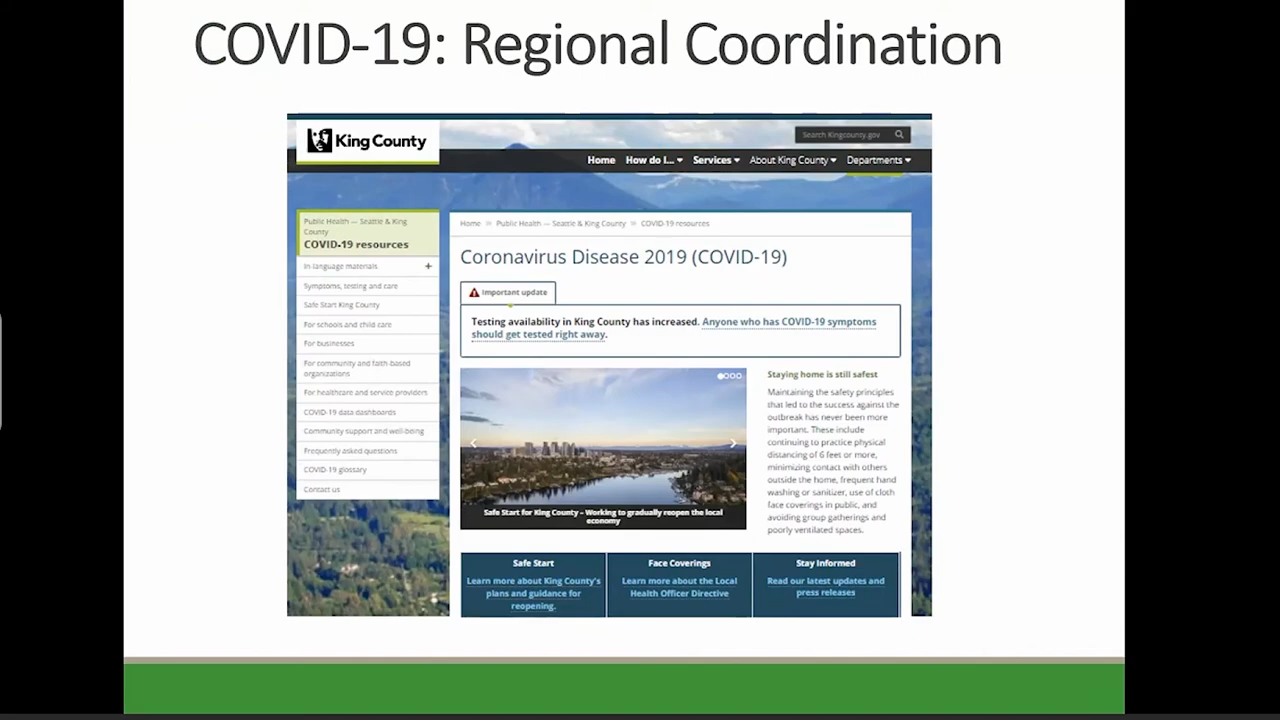 COVID-19: Regional Coordination
King County
Search Kingcounty.gov
Home How do I... Services About King County Departments
Public Health — Seattle & King
County
COVID-19 resources
In-language materials +
Symptoms, testing and care
Safe Start King County
For schools and child care
For businesses
For community and faith-based
organizations
For healthcare and service providers
COVID-19 data dashboards
Community support and well-being
Frequently asked questions
COVID-19 glossary
Contact us
Home » Public Health — Seattle & King County » COVID-19 resources
Coronavirus Disease 2019 (COVID-19)
Important update
Testing availability in King County has increased. Anyone who has COVID-19 symptoms
should get tested right away.
Safe Start for King County – Working to gradually reopen the local
economy
Staying home is still safest
Maintaining the safety principles
that led to the success against the
outbreak has never been more
important. These include
continuing to practice physical
distancing of 6 feet or more,
minimizing contact with others
outside the home, frequent hand
washing or sanitizer, use of cloth
face coverings in public, and
avoiding group gatherings and
poorly ventilated spaces.
Safe Start
Learn more about King County's
plans and guidance for
reopening.
Face Coverings
Learn more about the Local
Health Officer Directive
Stay Informed
Read our latest updates and
press releases